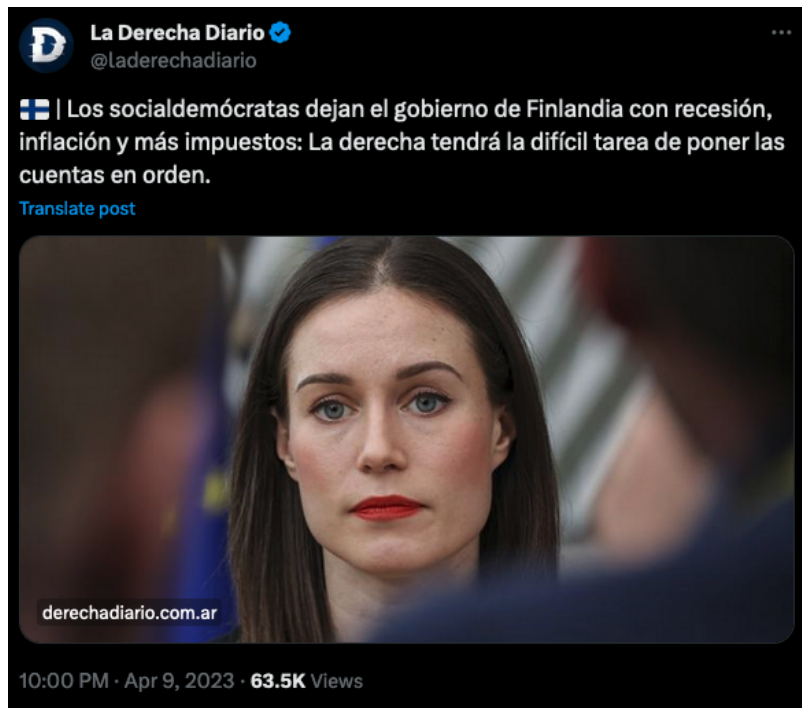 La Derecha Diario
@laderechadiario
🇫🇮 | Los socialdemócratas dejan el gobierno de Finlandia con recesión,
inflación y más impuestos: La derecha tendrá la difícil tarea de poner las
cuentas en orden.
Translate post
derechadiario.com.ar
10:00 PM · Apr 9, 2023 · 63.5K Views